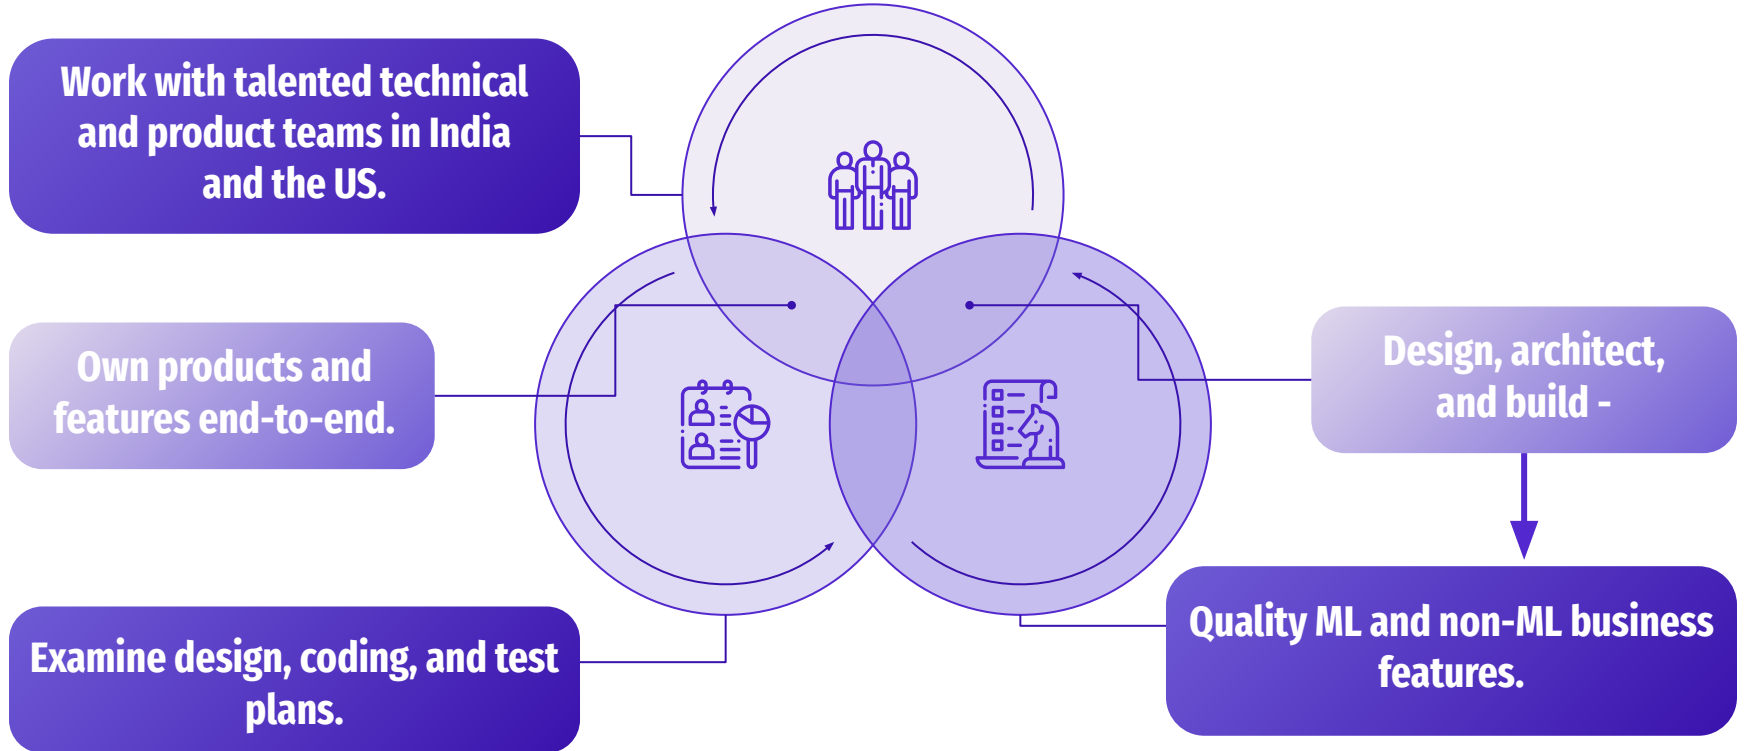 Work with talented technical
and product teams in India
and the US.
Own products and
features end-to-end.
Examine design, coding, and test
plans.
Design, architect,
and build -
Quality ML and non-ML business
features.